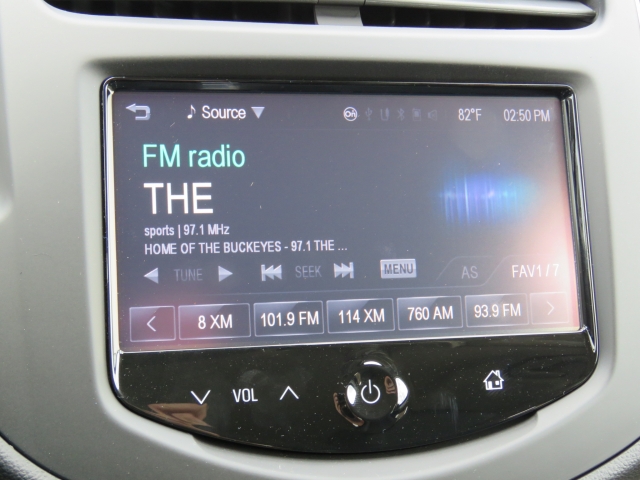 Source On 82°F 02:50 PM
FM radio
THE
sports | 97.1 MHz
HOME OF THE BUCKEYES - 97.1 THE ...
TUNE SEEK MENU AS FAV1 / 7
8 XM 101.9 FM 114 XM 760 AM 93.9 FM
VOL